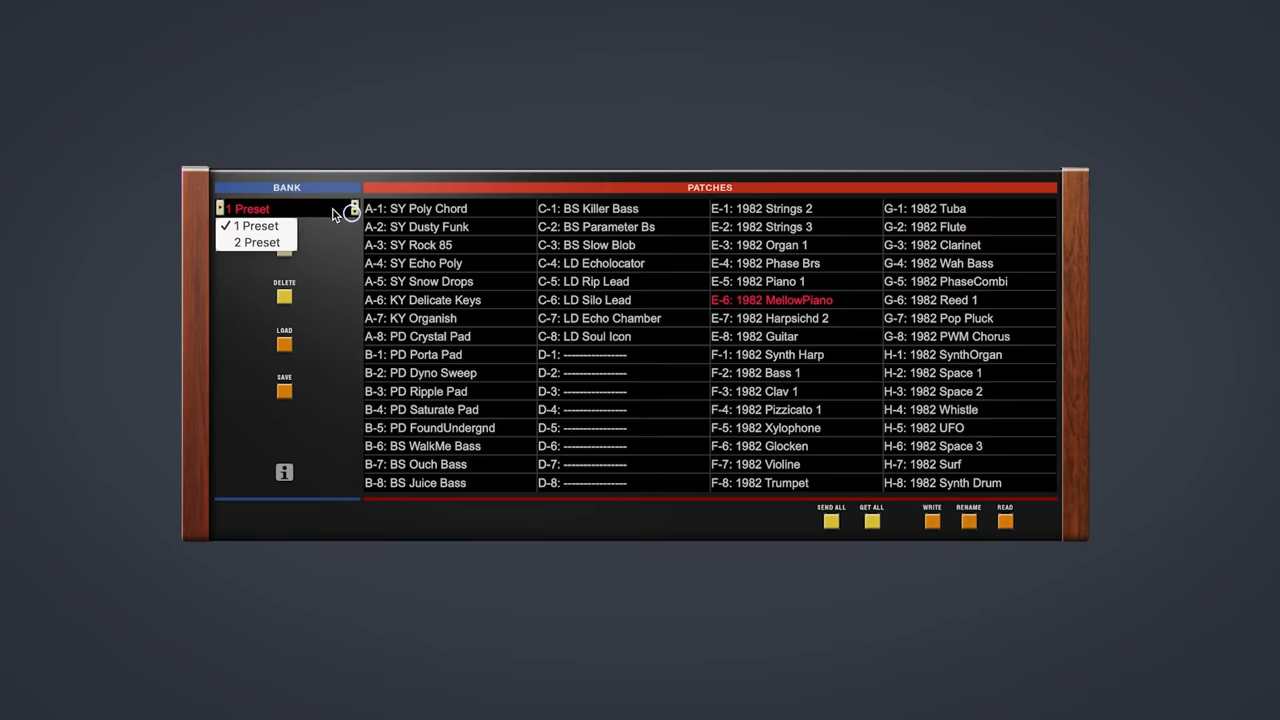 BANK
PATCHES
1 Preset
✓ 1 Preset
2 Preset
DELETE
LOAD
SAVE
i
A-1: SY Poly Chord
A-2: SY Dusty Funk
A-3: SY Rock 85
A-4: SY Echo Poly
A-5: SY Snow Drops
A-6: KY Delicate Keys
A-7: KY Organish
A-8: PD Crystal Pad
B-1: PD Porta Pad
B-2: PD Dyno Sweep
B-3: PD Ripple Pad
B-4: PD Saturate Pad
B-5: PD FoundUndergnd
B-6: BS WalkMe Bass
B-7: BS Ouch Bass
B-8: BS Juice Bass
C-1: BS Killer Bass
C-2: BS Parameter Bs
C-3: BS Slow Blob
C-4: LD Echolocator
C-5: LD Rip Lead
C-6: LD Silo Lead
C-7: LD Echo Chamber
C-8: LD Soul Icon
D-1: ----------------
D-2: ----------------
D-3: ----------------
D-4: ----------------
D-5: ----------------
D-6: ----------------
D-7: ----------------
D-8: ----------------
E-1: 1982 Strings 2
E-2: 1982 Strings 3
E-3: 1982 Organ 1
E-4: 1982 Phase Brs
E-5: 1982 Piano 1
E-6: 1982 MellowPiano
E-7: 1982 Harpsichd 2
E-8: 1982 Guitar
F-1: 1982 Synth Harp
F-2: 1982 Bass 1
F-3: 1982 Clav 1
F-4: 1982 Pizzicato 1
F-5: 1982 Xylophone
F-6: 1982 Glocken
F-7: 1982 Violine
F-8: 1982 Trumpet
G-1: 1982 Tuba
G-2: 1982 Flute
G-3: 1982 Clarinet
G-4: 1982 Wah Bass
G-5: 1982 PhaseCombi
G-6: 1982 Reed 1
G-7: 1982 Pop Pluck
G-8: 1982 PWM Chorus
H-1: 1982 SynthOrgan
H-2: 1982 Space 1
H-3: 1982 Space 2
H-4: 1982 Whistle
H-5: 1982 UFO
H-6: 1982 Space 3
H-7: 1982 Surf
H-8: 1982 Synth Drum
SEND ALL
GET ALL
WRITE
RENAME
READ